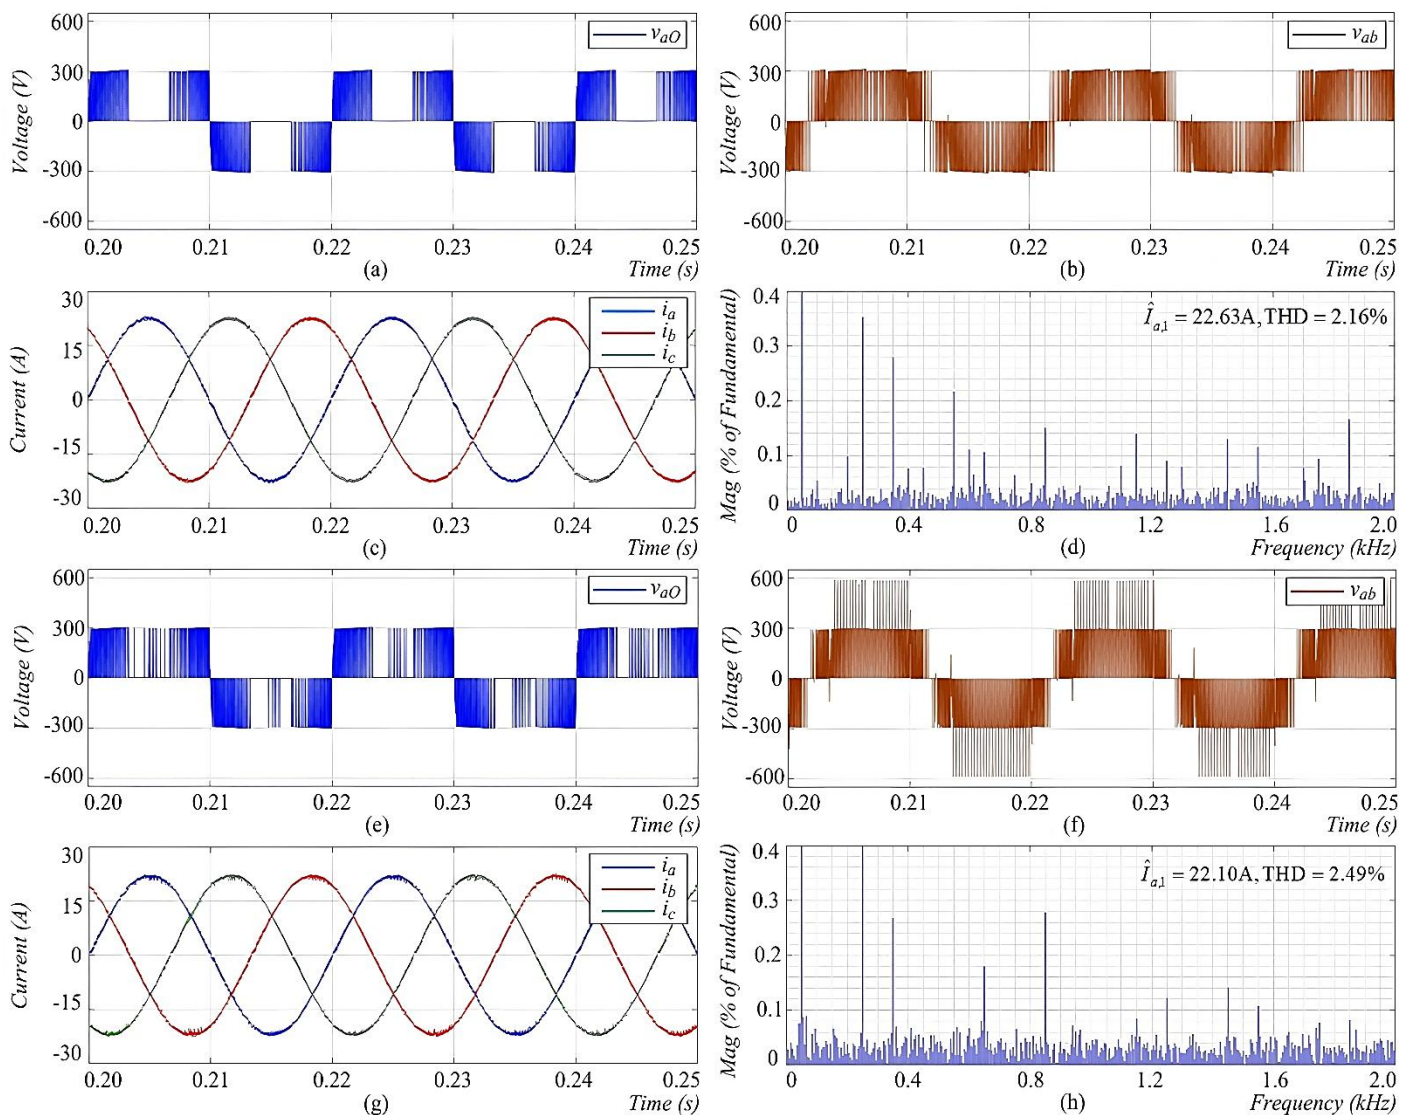 600
300
0
-300
-600
Voltage (V)
v_aO
0.20 0.21 0.22 0.23 0.24 0.25
(a)
Time (s)
600
300
0
-300
-600
Voltage (V)
v_ab
0.20 0.21 0.22 0.23 0.24 0.25
(b)
Time (s)
30
15
0
-15
-30
Current (A)
i_a
i_b
i_c
0.20 0.21 0.22 0.23 0.24 0.25
(c)
Time (s)
0.4
0.3
0.2
0.1
0
Mag (% of Fundamental)
Î_a,1 = 22.63A, THD = 2.16%
0 0.4 0.8 1.2 1.6 2.0
(d)
Frequency (kHz)
600
300
0
-300
-600
Voltage (V)
v_aO
0.20 0.21 0.22 0.23 0.24 0.25
(e)
Time (s)
600
300
0
-300
-600
Voltage (V)
v_ab
0.20 0.21 0.22 0.23 0.24 0.25
(f)
Time (s)
30
15
0
-15
-30
Current (A)
i_a
i_b
i_c
0.20 0.21 0.22 0.23 0.24 0.25
(g)
Time (s)
0.4
0.3
0.2
0.1
0
Mag (% of Fundamental)
Î_a,1 = 22.10A, THD = 2.49%
0 0.4 0.8 1.2 1.6 2.0
(h)
Frequency (kHz)